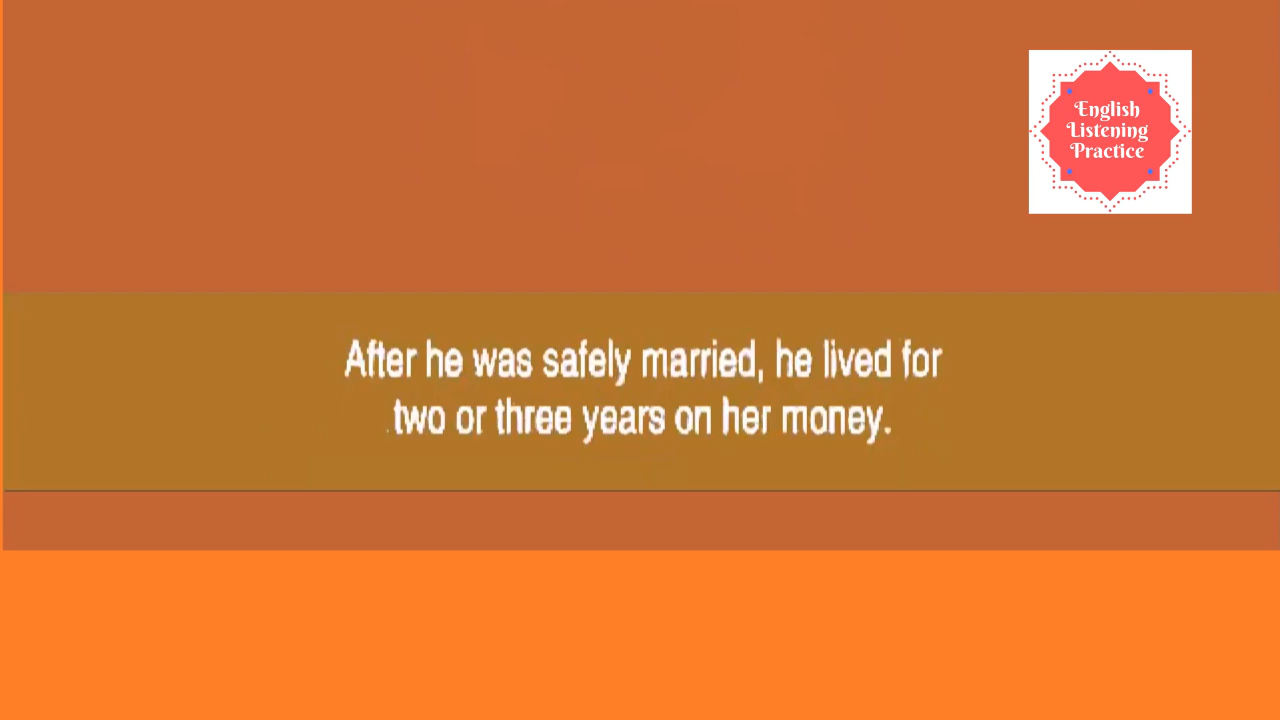 English
Listening
Practice
After he was safely married, he lived for
two or three years on her money.